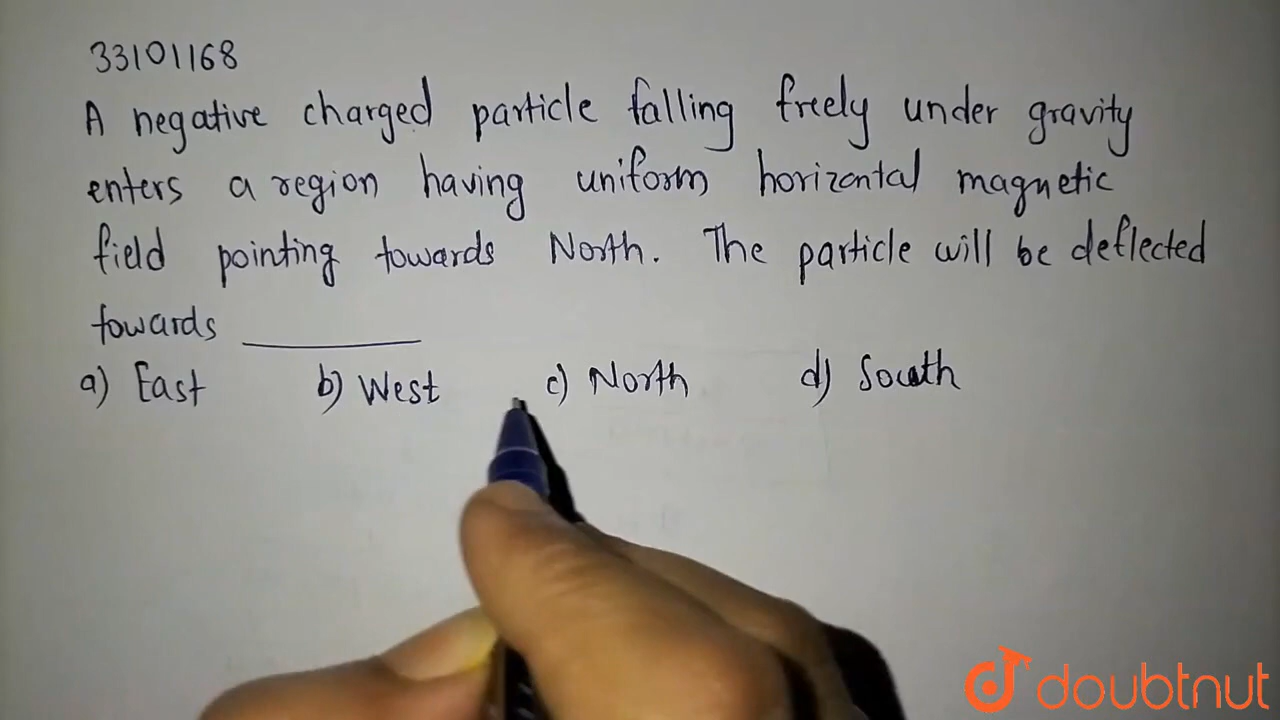 33101168
A negative charged particle falling freely under gravity
enters a region having uniform horizontal magnetic
field pointing towards North. The particle will be deflected
towards
a) East b) West c) North d) South
doubtnut